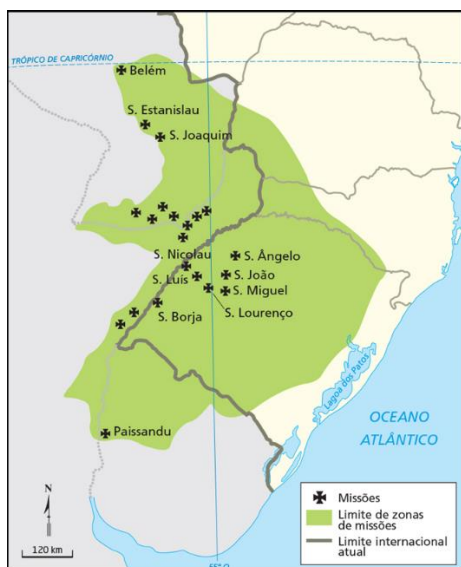 TRÓPICO DE CAPRICÓRNIO
Belém
S. Estanislau
S. Joaquim
S. Nicolau
S. Ângelo
S. Luís
S. João
S. Miguel
S. Borja
S. Lourenço
Lagoa dos Patos
Paissandu
OCEANO
ATLÂNTICO
N
120 km
55° O
Missões
Limite de zonas
de missões
Limite internacional
atual